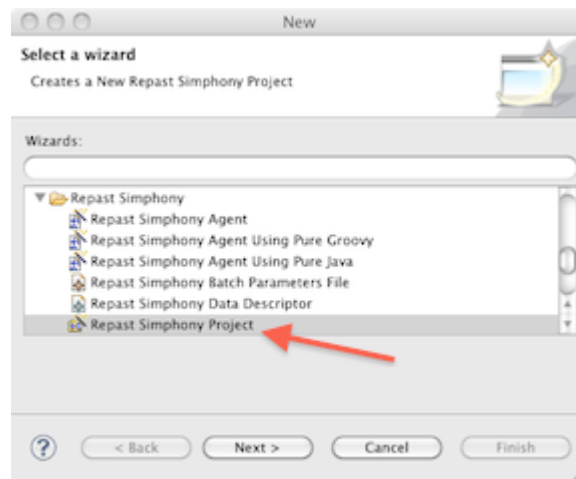 New
Select a wizard
Creates a New Repast Simphony Project
Wizards:
Repast Simphony
Repast Simphony Agent
Repast Simphony Agent Using Pure Groovy
Repast Simphony Agent Using Pure Java
Repast Simphony Batch Parameters File
Repast Simphony Data Descriptor
Repast Simphony Project
? < Back Next > Cancel Finish